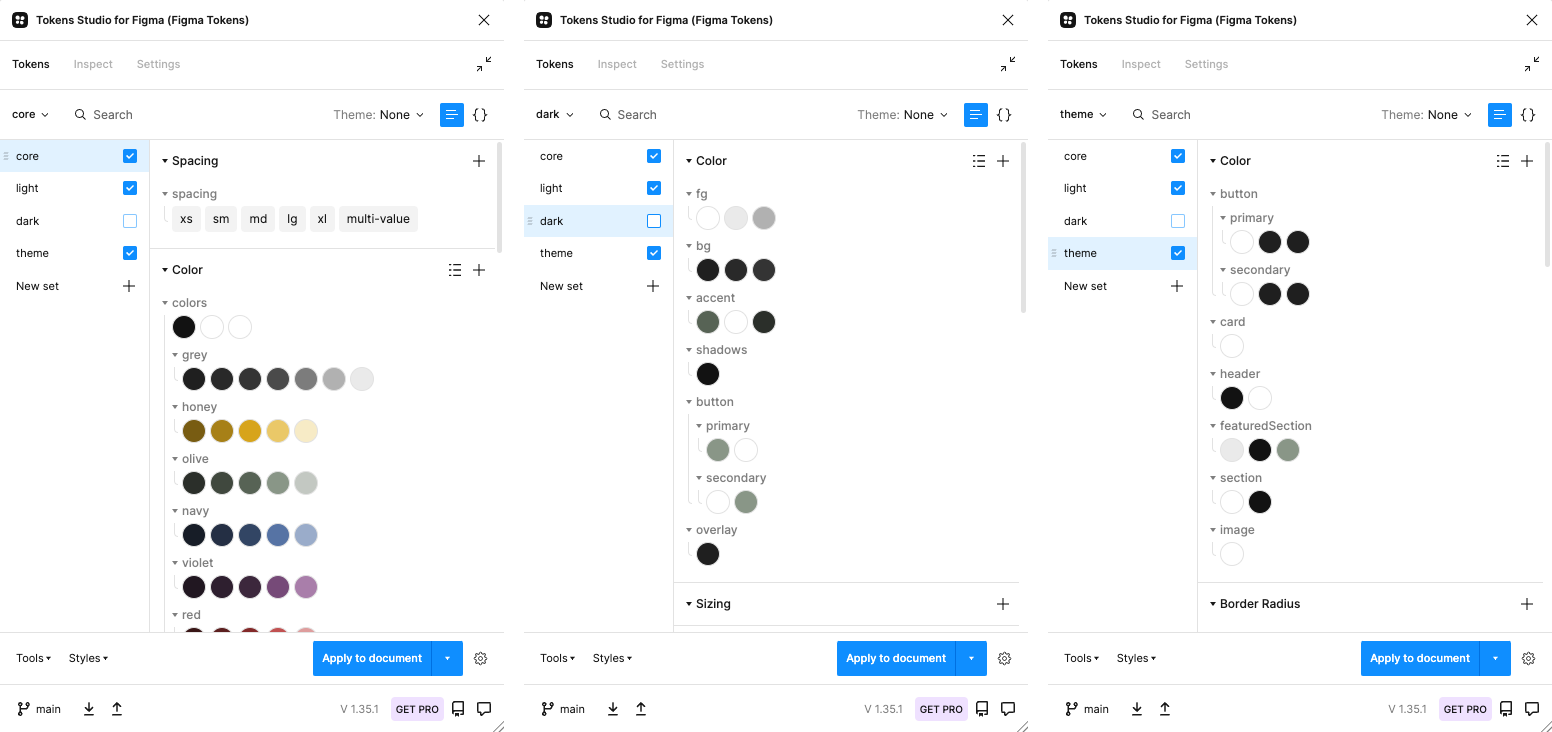 Tokens Studio for Figma (Figma Tokens)
Tokens Inspect Settings
core Search Theme: None {}
core
light
dark
theme
New set
Spacing
spacing
xs sm md lg xl multi-value
Color
colors
grey
honey
olive
navy
violet
red
Tools Styles Apply to document
main V 1.35.1 GET PRO
Tokens Studio for Figma (Figma Tokens)
Tokens Inspect Settings
dark Search Theme: None {}
core
light
dark
theme
New set
Color
fg
bg
accent
shadows
button
primary
secondary
overlay
Sizing
Tools Styles Apply to document
main V 1.35.1 GET PRO
Tokens Studio for Figma (Figma Tokens)
Tokens Inspect Settings
theme Search Theme: None {}
core
light
dark
theme
New set
Color
button
primary
secondary
card
header
featuredSection
section
image
Border Radius
Tools Styles Apply to document
main V 1.35.1 GET PRO